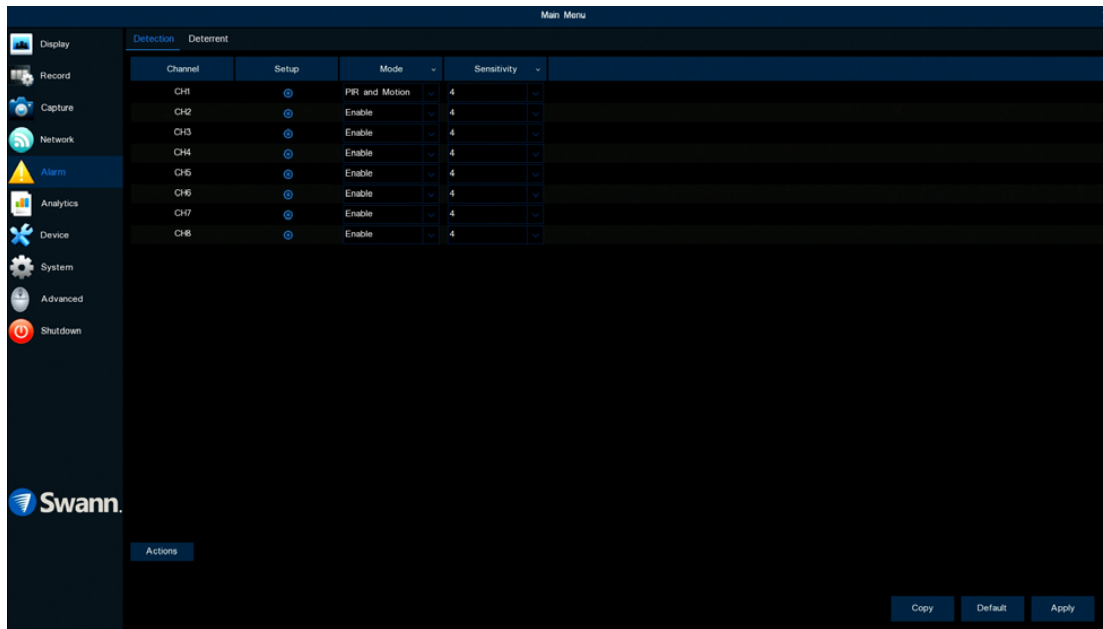 Main Menu
Display
Record
Capture
Network
Alarm
Analytics
Device
System
Advanced
Shutdown
Swann.
Detection Deterrent
Channel Setup Mode Sensitivity
CH1 PIR and Motion 4
CH2 Enable 4
CH3 Enable 4
CH4 Enable 4
CH5 Enable 4
CH6 Enable 4
CH7 Enable 4
CH8 Enable 4
Actions
Copy Default Apply